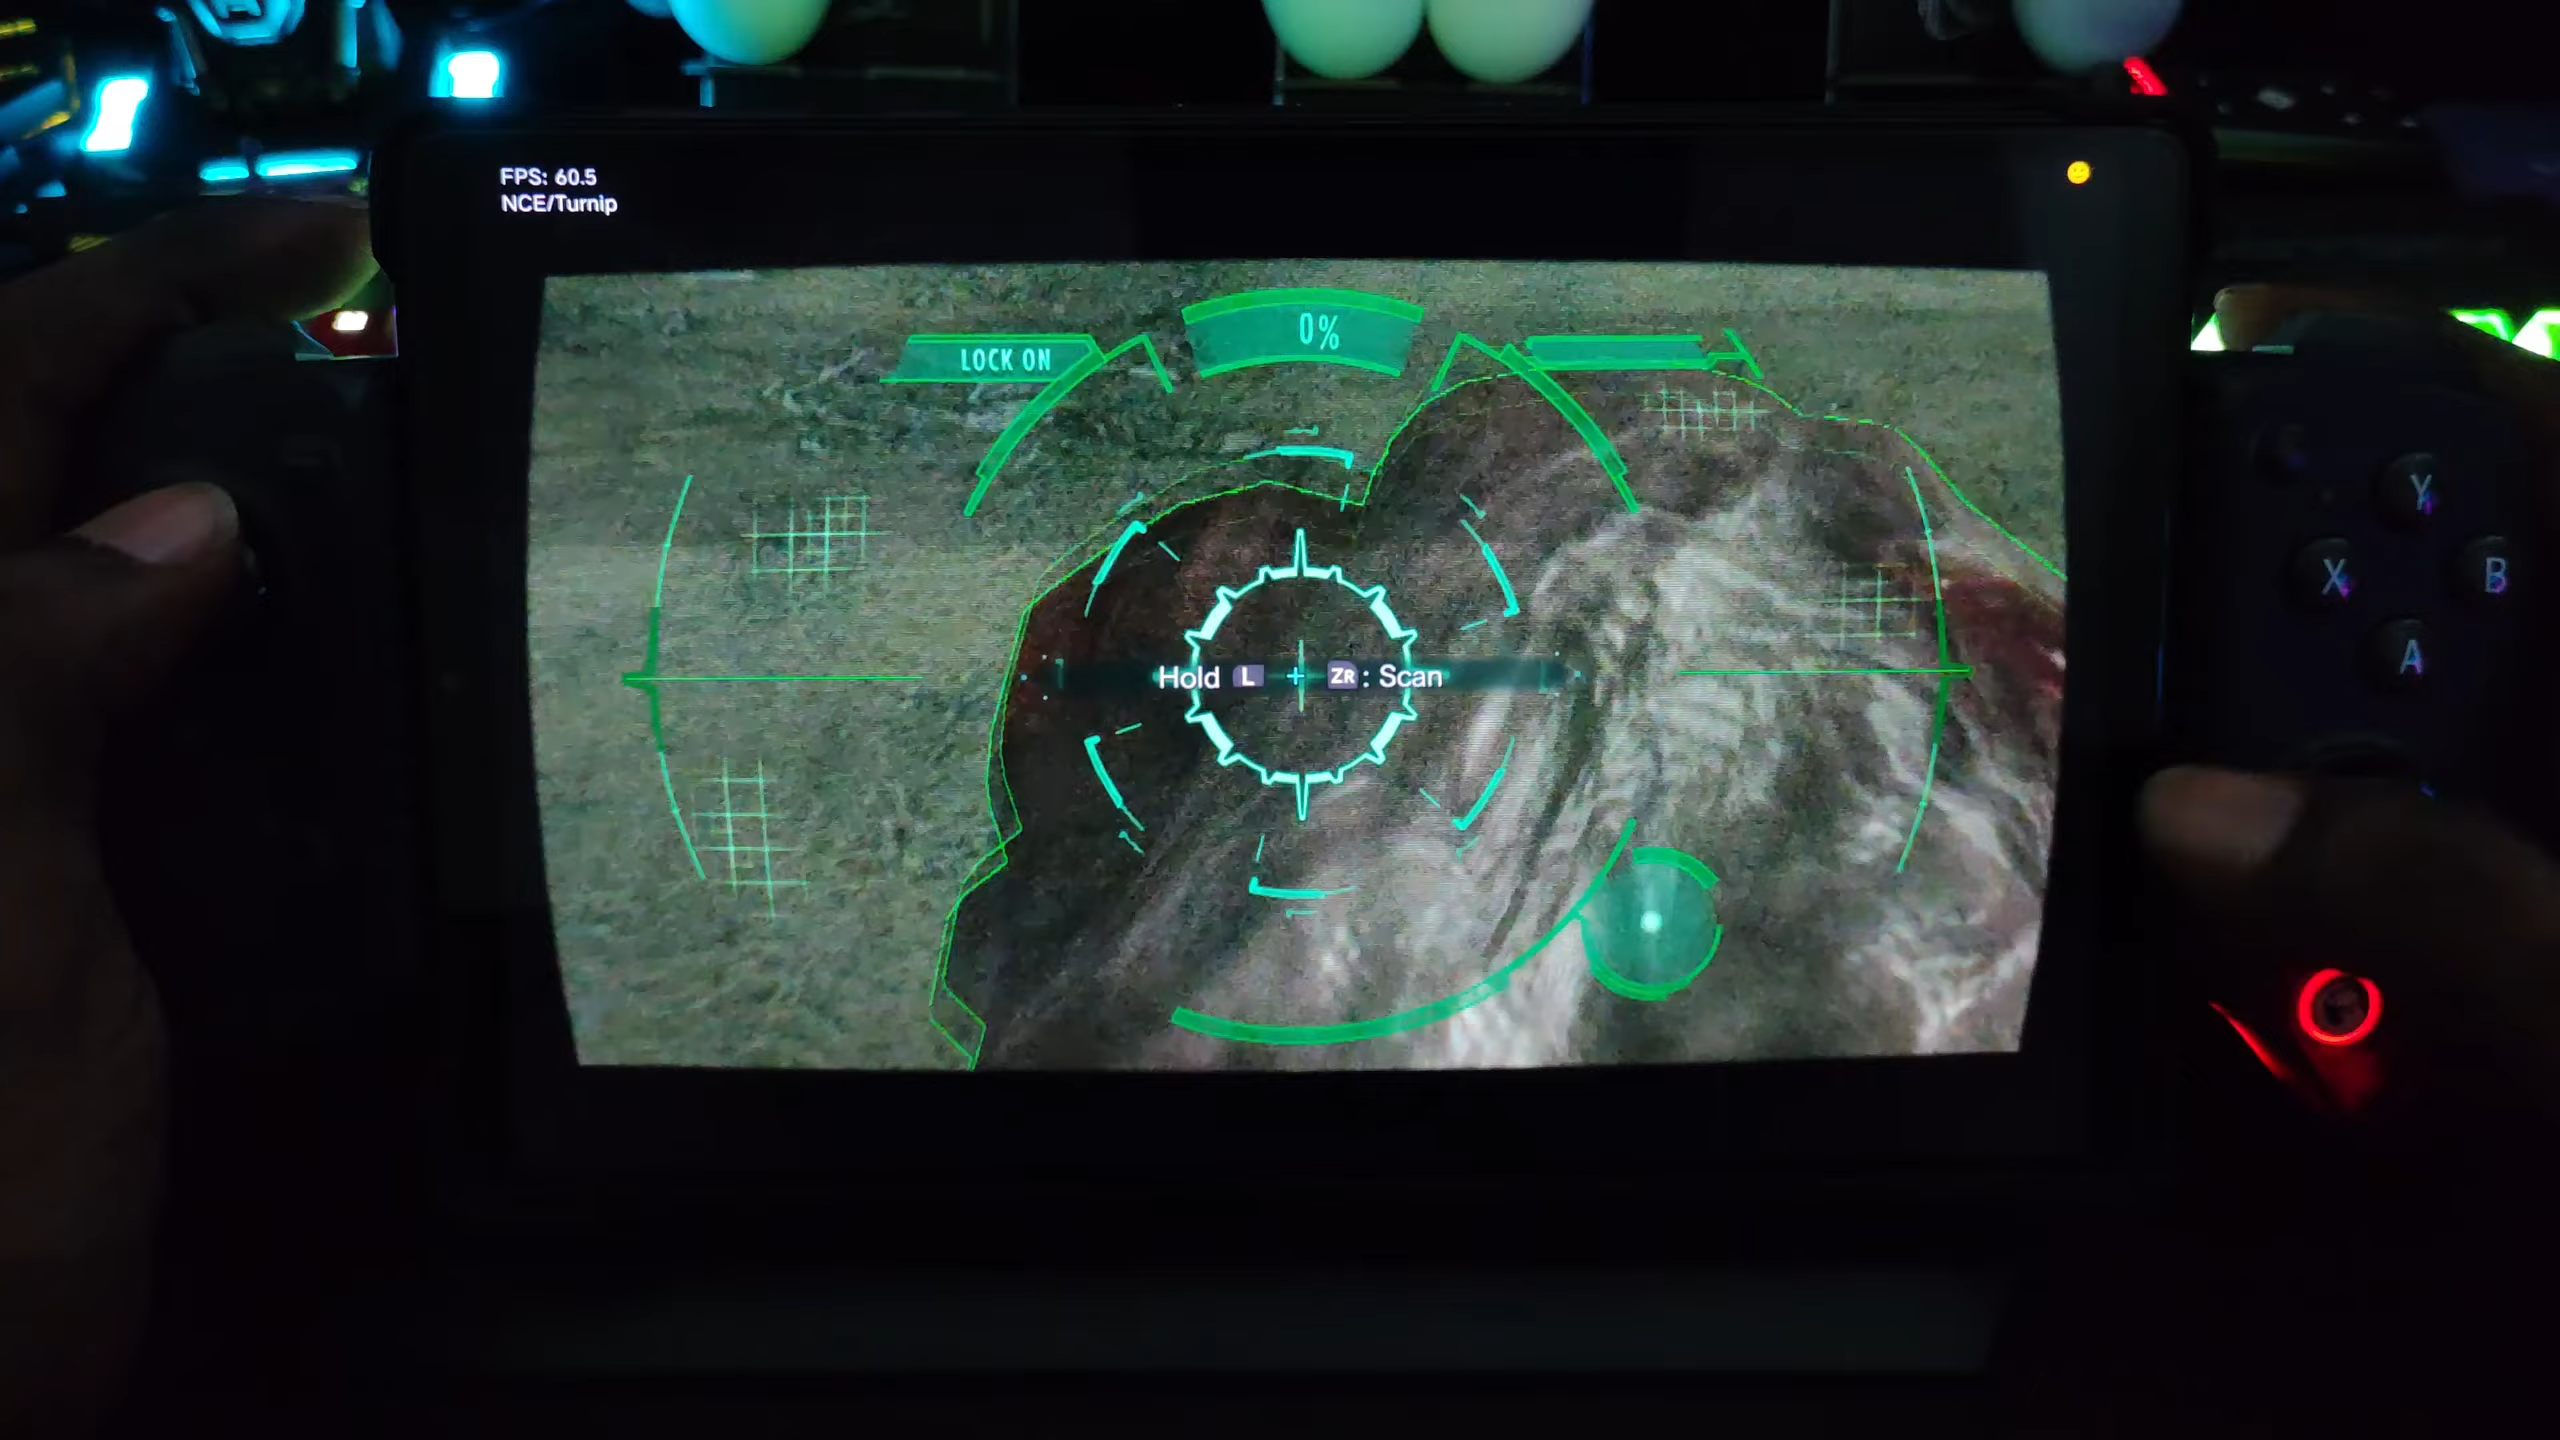 FPS: 60.5
NCE/Turnip
0%
LOCK ON
Hold L + ZR : Scan
Y
X
B
A